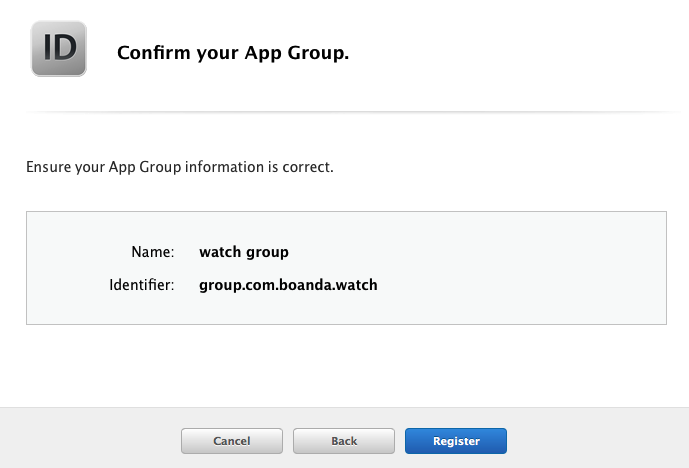 ID
Confirm your App Group.
Ensure your App Group information is correct.
Name: watch group
Identifier: group.com.boanda.watch
Cancel Back Register